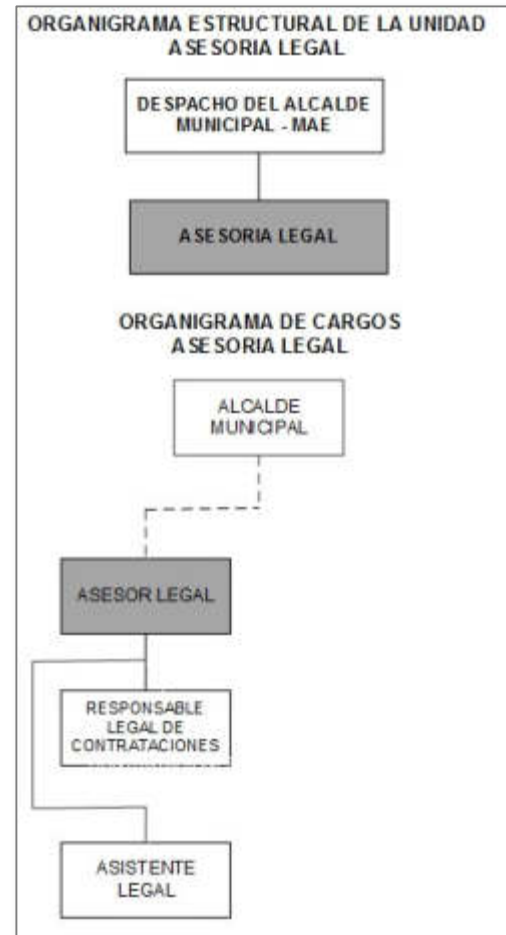 ORGANIGRAMA ESTRUCTURAL DE LA UNIDAD
ASESORIA LEGAL
DESPACHO DEL ALCALDE
MUNICIPAL - MAE
ASESORIA LEGAL
ORGANIGRAMA DE CARGOS
ASESORIA LEGAL
ALCALDE
MUNICIPAL
ASESOR LEGAL
RESPONSABLE
LEGAL DE
CONTRATACIONES
ASISTENTE
LEGAL